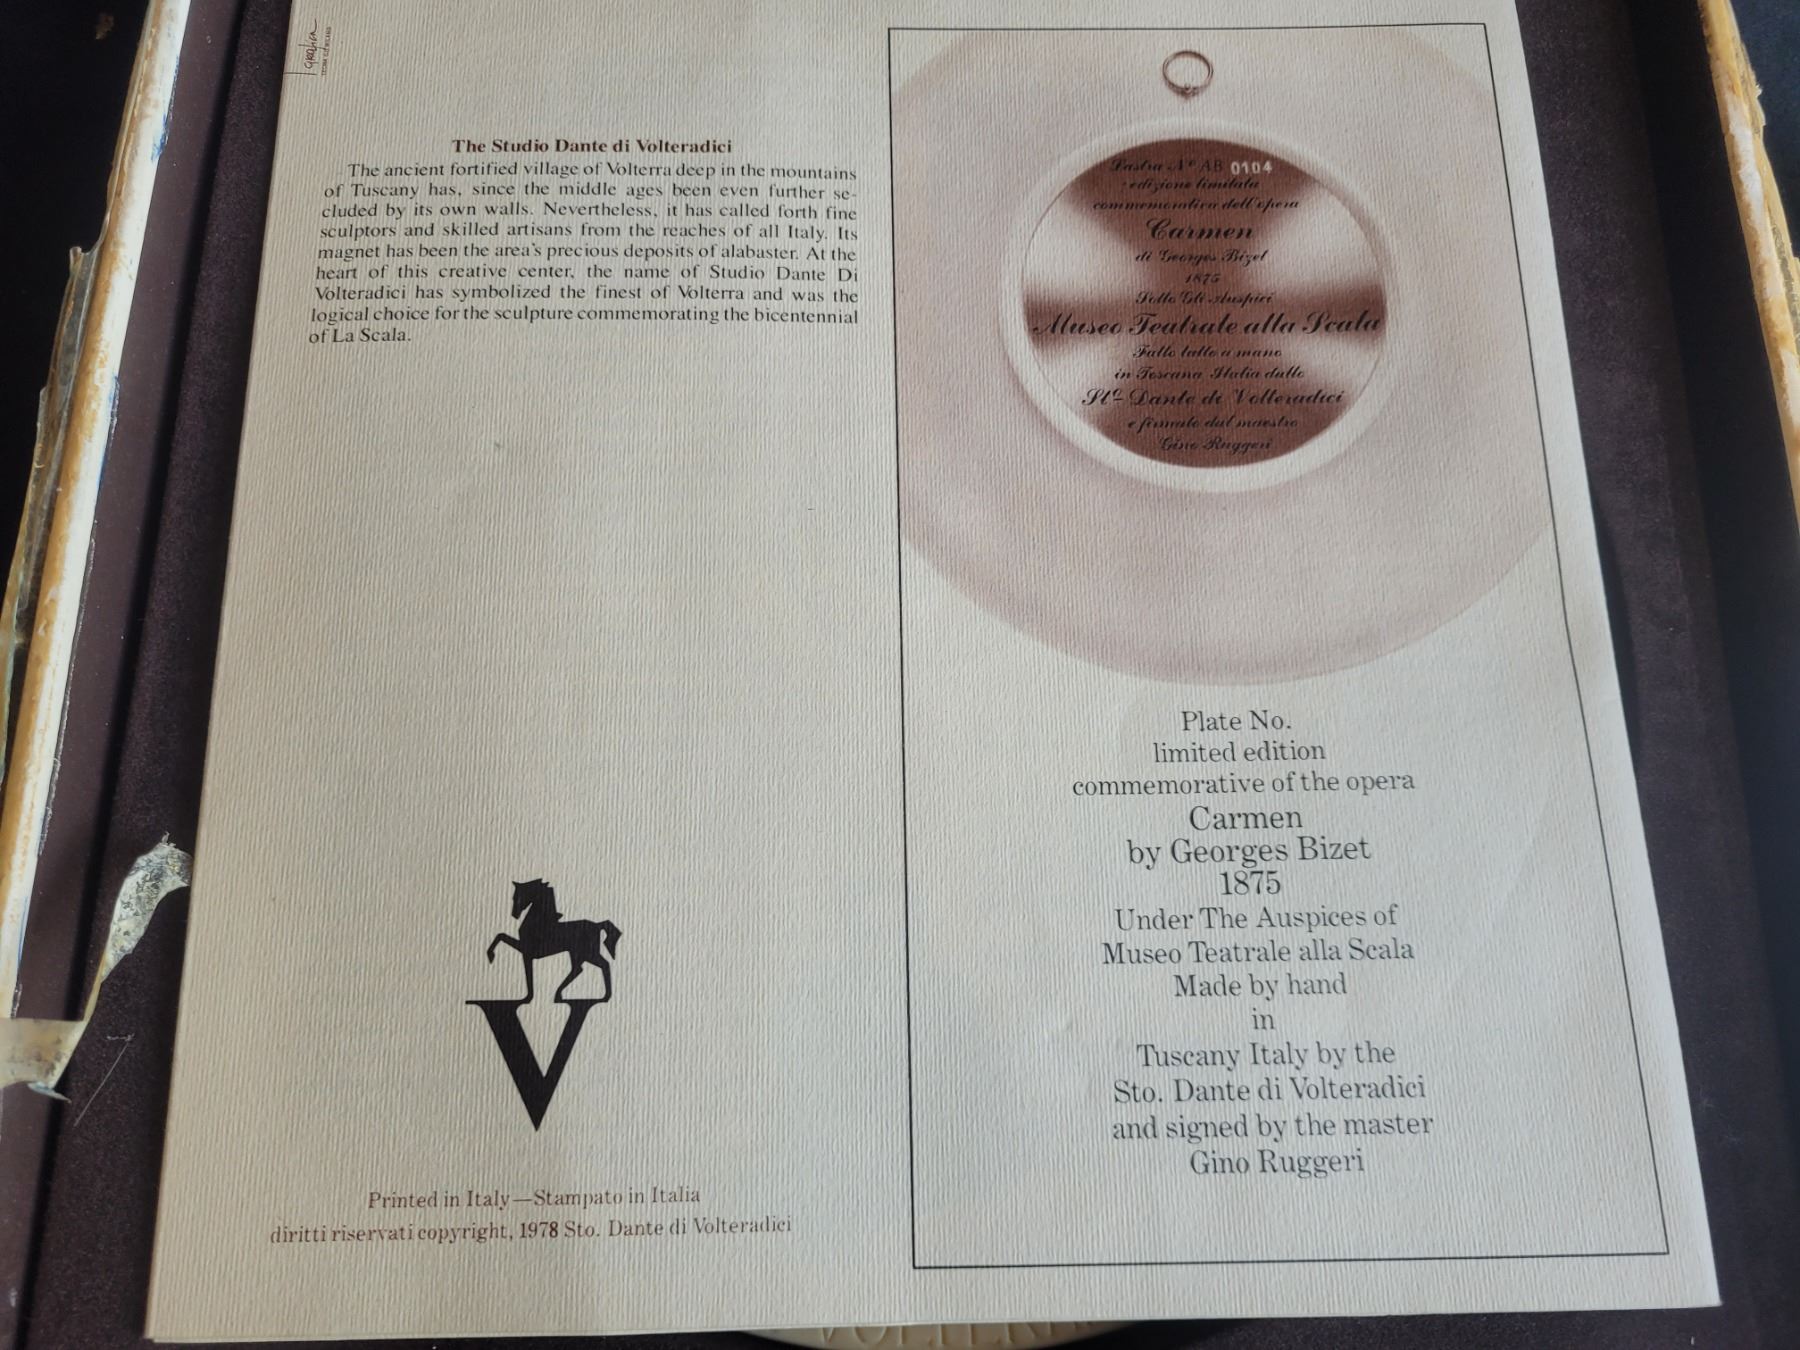 The Studio Dante di Volteradici
The ancient fortified village of Volterra deep in the mountains
of Tuscany has, since the middle ages been even further se-
cluded by its own walls. Nevertheless, it has called forth fine
sculptors and skilled artisans from the reaches of all Italy. Its
magnet has been the area's precious deposits of alabaster. At the
heart of this creative center, the name of Studio Dante Di
Volteradici has symbolized the finest of Volterra and was the
logical choice for the sculpture commemorating the bicentennial
of La Scala.
V
Printed in Italy—Stampato in Italia
diritti riservati copyright, 1978 Sto. Dante di Volteradici
Lastra Nº AB 0104
edizione limitata
commemorativa dell'opera
Carmen
di Georges Bizet
1875
Sotto Gli Auspici
Museo Teatrale alla Scala
Fatto tutto a mano
in Toscana Italia dallo
Stº Dante di Volteradici
e firmato dal maestro
Gino Ruggeri
Plate No.
limited edition
commemorative of the opera
Carmen
by Georges Bizet
1875
Under The Auspices of
Museo Teatrale alla Scala
Made by hand
in
Tuscany Italy by the
Sto. Dante di Volteradici
and signed by the master
Gino Ruggeri